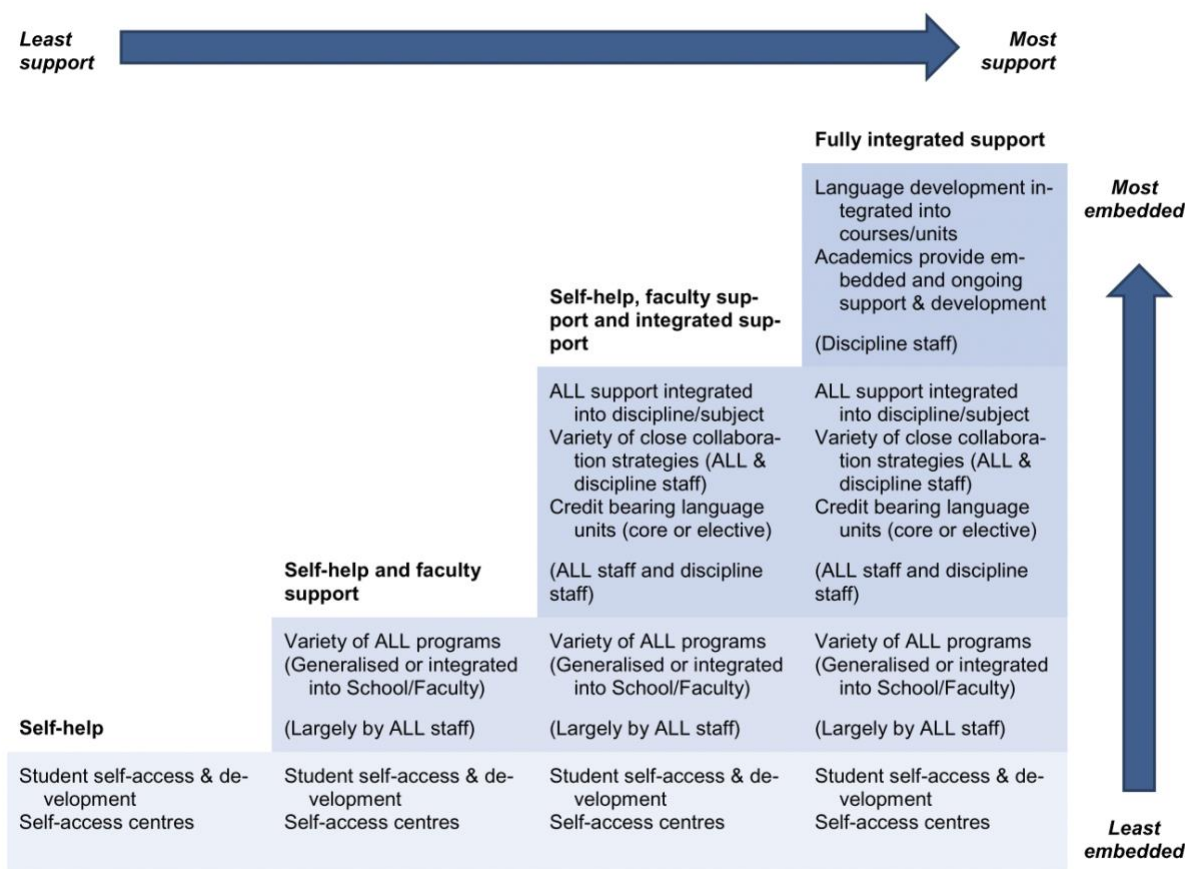 Least
support
Most
support
Fully integrated support
Language development in-
tegrated into
courses/units
Academics provide em-
bedded and ongoing
support & development
(Discipline staff)
Most
embedded
Self-help, faculty sup-
port and integrated sup-
port
ALL support integrated
into discipline/subject
Variety of close collabora-
tion strategies (ALL &
discipline staff)
Credit bearing language
units (core or elective)
(ALL staff and discipline
staff)
ALL support integrated
into discipline/subject
Variety of close collabora-
tion strategies (ALL &
discipline staff)
Credit bearing language
units (core or elective)
(ALL staff and discipline
staff)
Self-help and faculty
support
Variety of ALL programs
(Generalised or integrated
into School/Faculty)
(Largely by ALL staff)
Variety of ALL programs
(Generalised or integrated
into School/Faculty)
(Largely by ALL staff)
Variety of ALL programs
(Generalised or integrated
into School/Faculty)
(Largely by ALL staff)
Self-help
Student self-access & de-
velopment
Self-access centres
Student self-access & de-
velopment
Self-access centres
Student self-access & de-
velopment
Self-access centres
Student self-access & de-
velopment
Self-access centres
Least
embedded